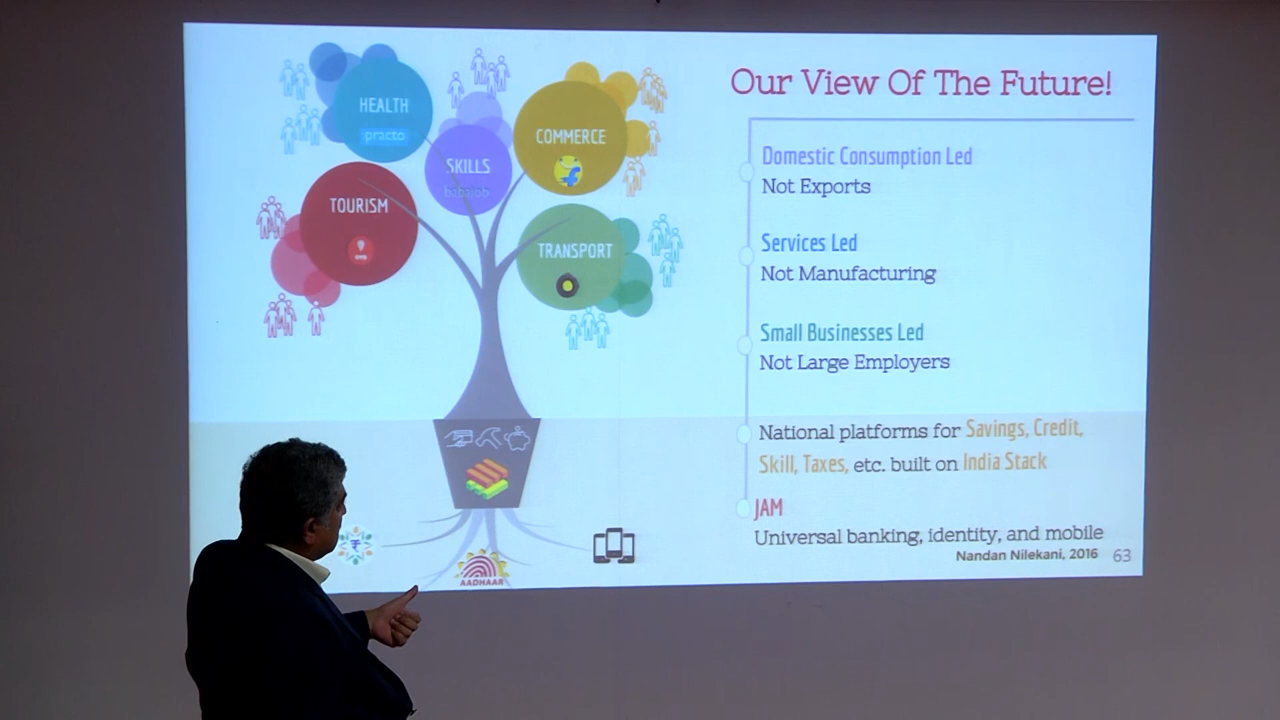 Our View Of The Future!
HEALTH
practo
SKILLS
COMMERCE
TOURISM
TRANSPORT
Domestic Consumption Led
Not Exports
Services Led
Not Manufacturing
Small Businesses Led
Not Large Employers
National platforms for Savings, Credit,
Skill, Taxes, etc. built on India Stack
JAM
Universal banking, identity, and mobile
Nandan Nilekani, 2016 63
₹
AADHAAR